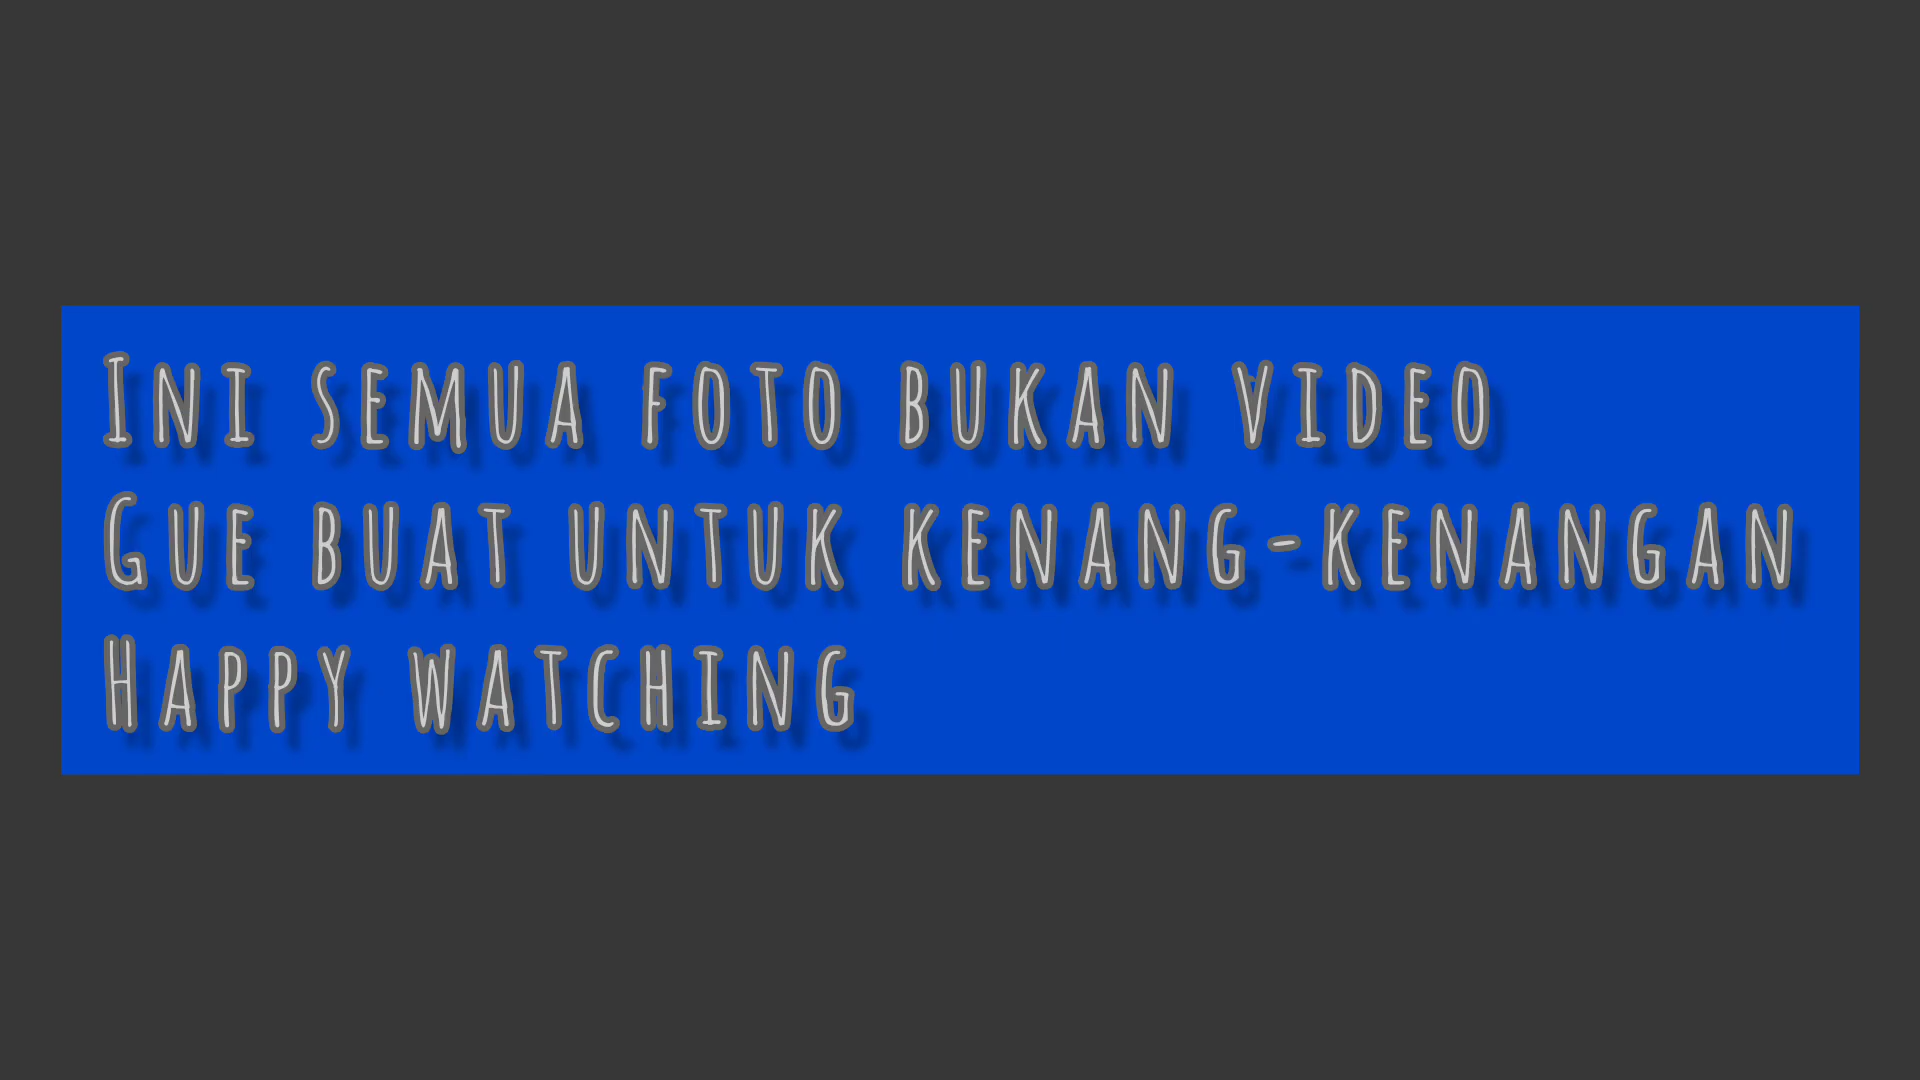 Ini semua foto bukan video
Gue buat untuk kenang-kenangan
Happy watching